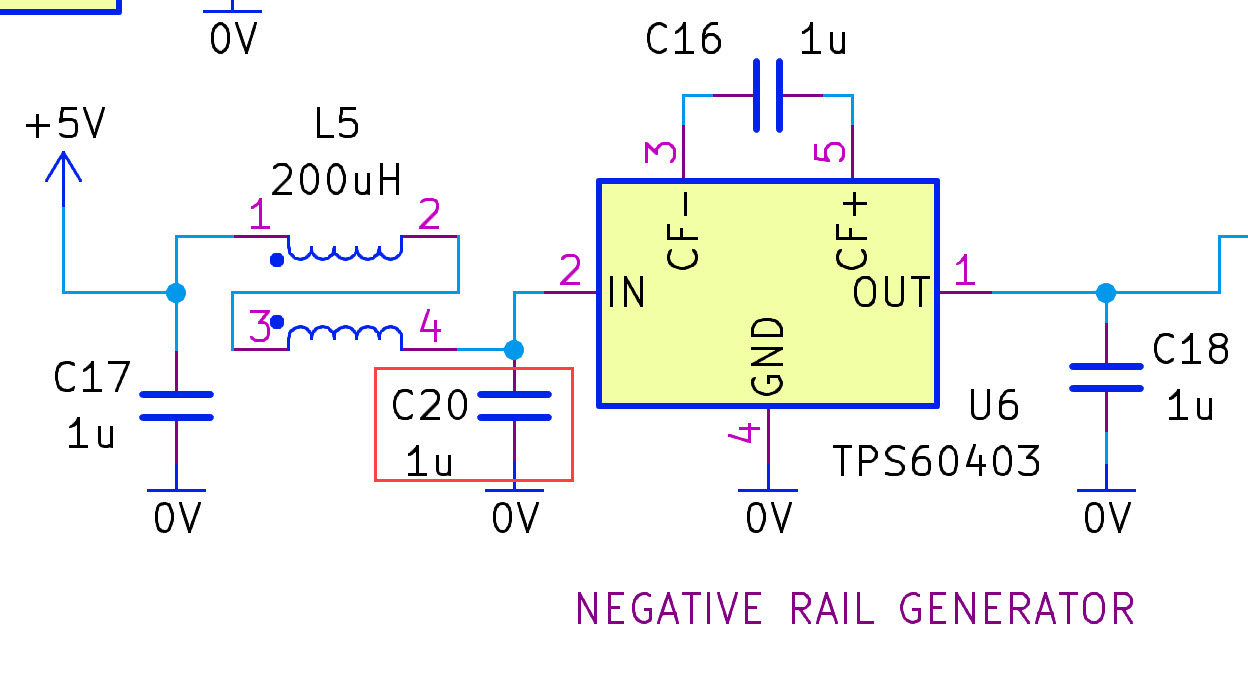 0V
C16 1u
+5V
L5
200uH
3 5
1 2
CF- CF+
2 IN OUT 1
3 4
GND
C17
1u
C20
1u
C18
1u
4
U6
TPS60403
0V 0V 0V 0V
NEGATIVE RAIL GENERATOR